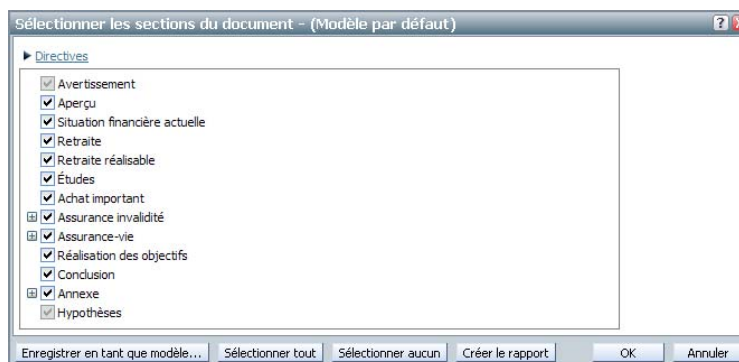 Sélectionner les sections du document - (Modèle par défaut)
Directives
Avertissement
Aperçu
Situation financière actuelle
Retraite
Retraite réalisable
Études
Achat important
Assurance invalidité
Assurance-vie
Réalisation des objectifs
Conclusion
Annexe
Hypothèses
Enregistrer en tant que modèle... Sélectionner tout Sélectionner aucun Créer le rapport OK Annuler